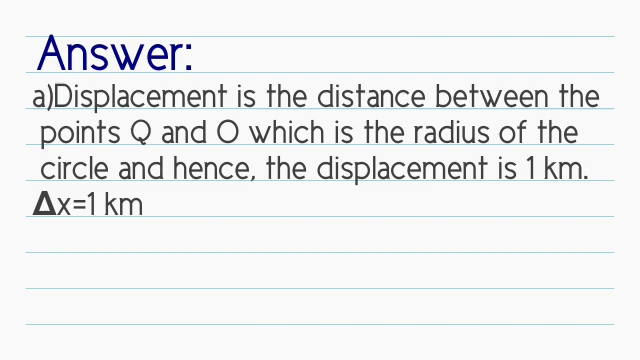 Answer:
a)Displacement is the distance between the
points Q and O which is the radius of the
circle and hence, the displacement is 1 km.
Δx=1 km